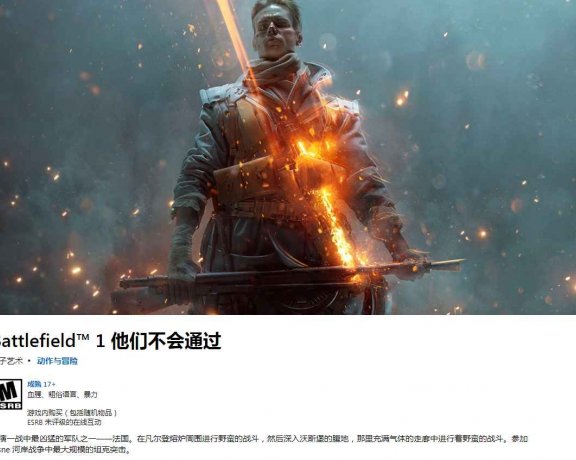 Battlefield™ 1 他们不会通过
子艺术 • 动作与冒险
M
ESRB
成熟 17+
血腥、粗俗语言、暴力
游戏内购买（包括随机物品）
ESRB 未评级的在线互动
演一战中最凶猛的军队之一——法国。在凡尔登熔炉周围进行野蛮的战斗，然后深入沃斯堡的腹地，那里充满气体的走廊中进行着野蛮的战斗。参加
sne 河岸战争中最大规模的坦克突击。